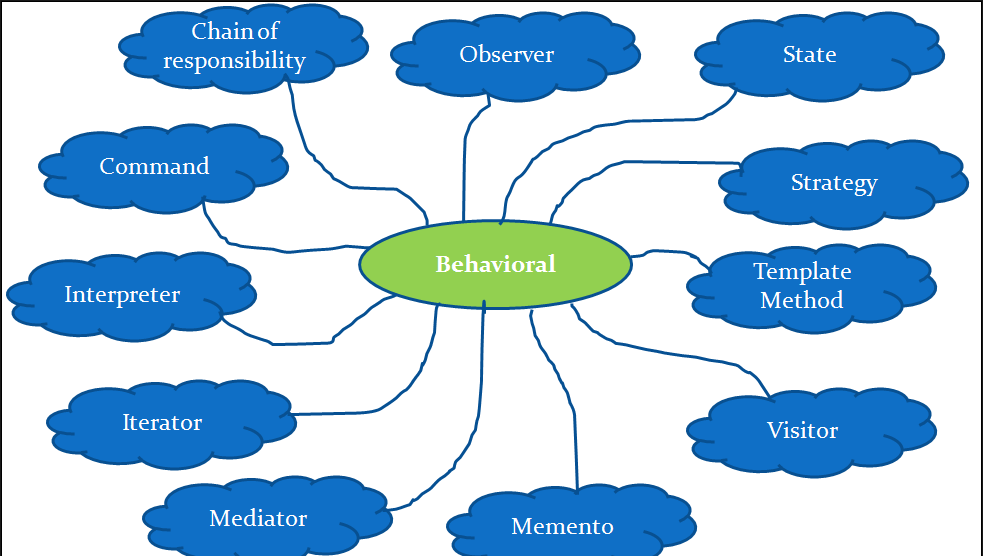 Chain of
responsibility
Observer
State
Command
Strategy
Behavioral
Template
Method
Interpreter
Iterator
Visitor
Mediator
Memento